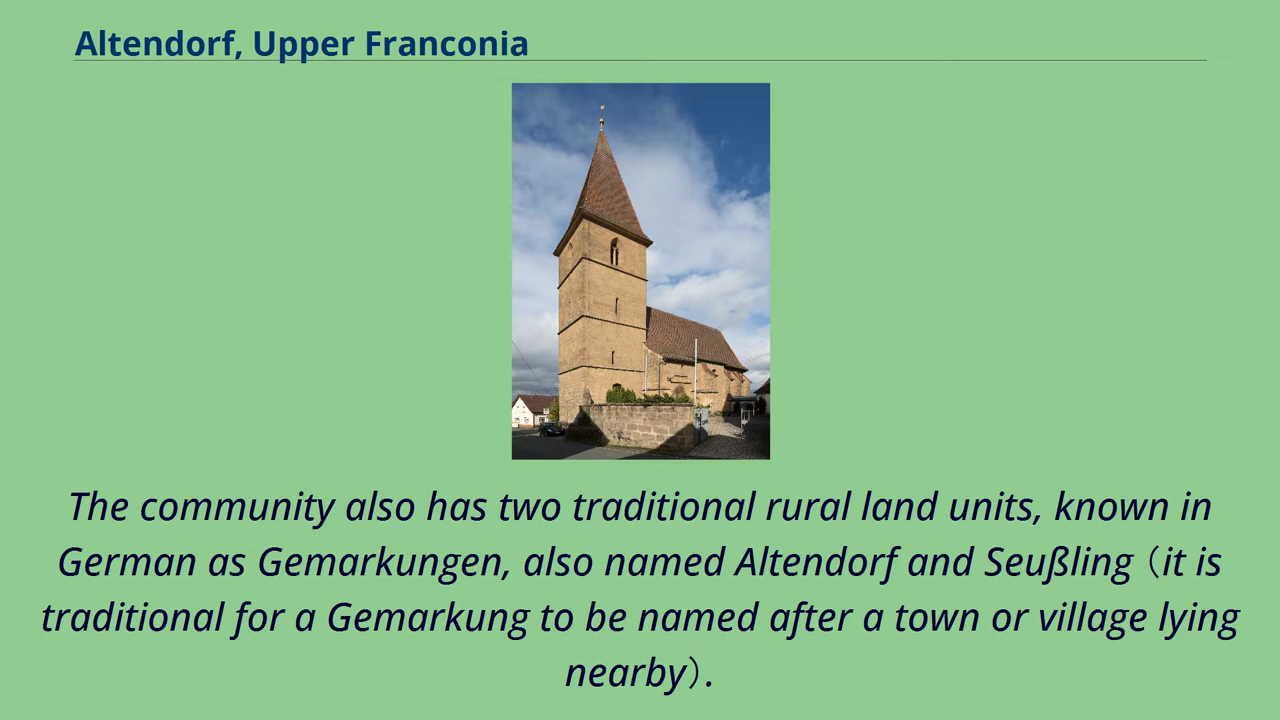 Altendorf, Upper Franconia
The community also has two traditional rural land units, known in
German as Gemarkungen, also named Altendorf and Seußling（it is
traditional for a Gemarkung to be named after a town or village lying
nearby）.